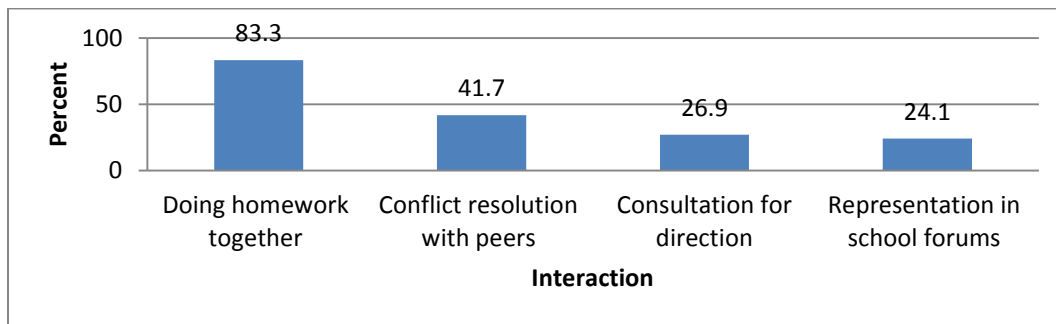 Percent
100
50
0
83.3
41.7
26.9
24.1
Doing homework
together
Conflict resolution
with peers
Consultation for
direction
Representation in
school forums
Interaction